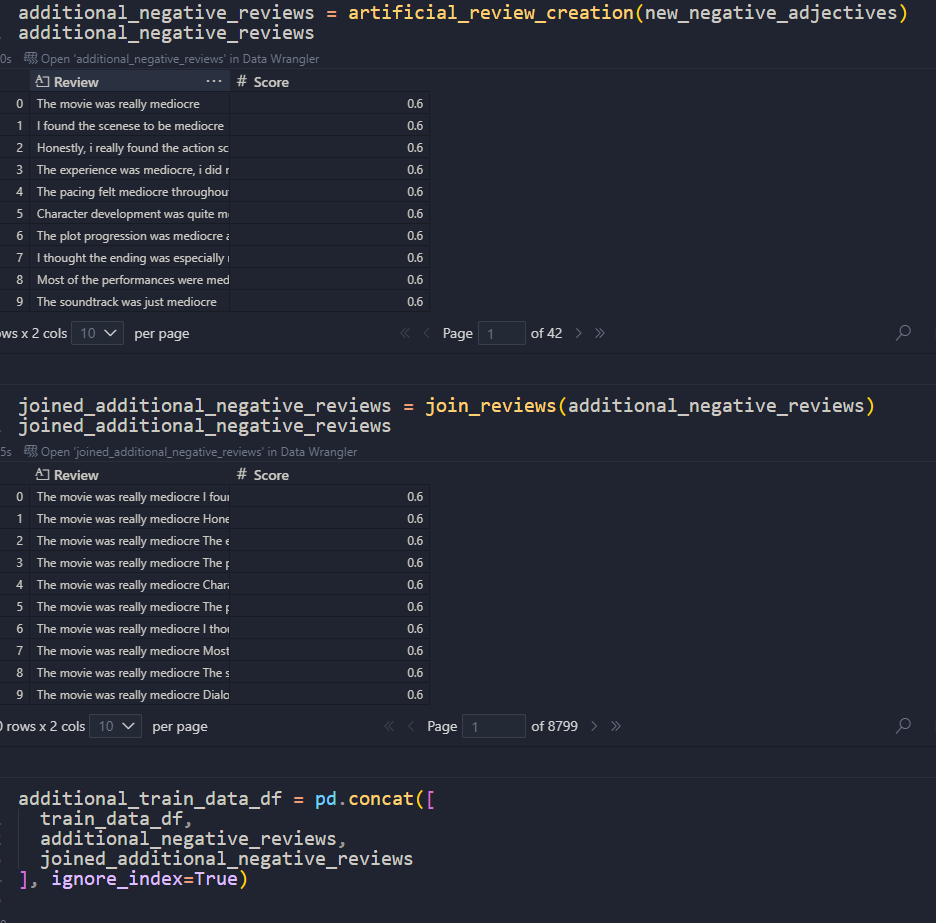 additional_negative_reviews = artificial_review_creation(new_negative_adjectives)
additional_negative_reviews
0s Open 'additional_negative_reviews' in Data Wrangler
Review ... # Score
0 The movie was really mediocre 0.6
1 I found the scenese to be mediocre 0.6
2 Honestly, i really found the action sc 0.6
3 The experience was mediocre, i did r 0.6
4 The pacing felt mediocre throughou 0.6
5 Character development was quite m 0.6
6 The plot progression was mediocre a 0.6
7 I thought the ending was especially 0.6
8 Most of the performances were med 0.6
9 The soundtrack was just mediocre 0.6
ws x 2 cols 10 per page « < Page 1 of 42 > »
joined_additional_negative_reviews = join_reviews(additional_negative_reviews)
joined_additional_negative_reviews
5s Open 'joined_additional_negative_reviews' in Data Wrangler
Review # Score
0 The movie was really mediocre I four 0.6
1 The movie was really mediocre Hone 0.6
2 The movie was really mediocre The e 0.6
3 The movie was really mediocre The p 0.6
4 The movie was really mediocre Chara 0.6
5 The movie was really mediocre The p 0.6
6 The movie was really mediocre I thou 0.6
7 The movie was really mediocre Most 0.6
8 The movie was really mediocre The s 0.6
9 The movie was really mediocre Dialo 0.6
0 rows x 2 cols 10 per page « < Page 1 of 8799 > »
additional_train_data_df = pd.concat([
train_data_df,
additional_negative_reviews,
joined_additional_negative_reviews
], ignore_index=True)